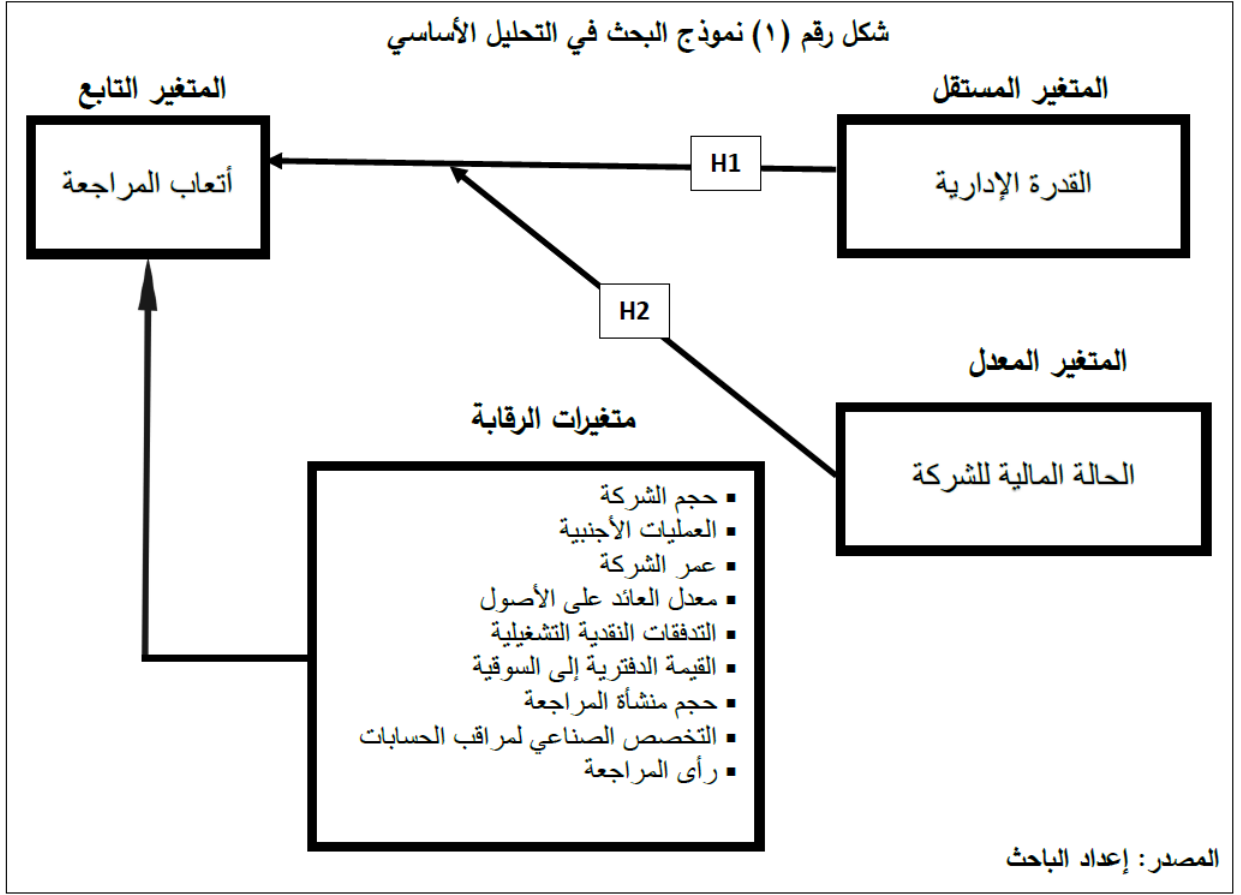 شكل رقم (١) نموذج البحث في التحليل الأساسي
المتغير المستقل
المتغير التابع
القدرة الإدارية
H1
أتعاب المراجعة
H2
المتغير المعدل
الحالة المالية للشركة
متغيرات الرقابة
▪ حجم الشركة
▪ العمليات الأجنبية
▪ عمر الشركة
▪ معدل العائد على الأصول
▪ التدفقات النقدية التشغيلية
▪ القيمة الدفترية إلى السوقية
▪ حجم منشأة المراجعة
▪ التخصص الصناعي لمراقب الحسابات
▪ رأى المراجعة
المصدر: إعداد الباحث